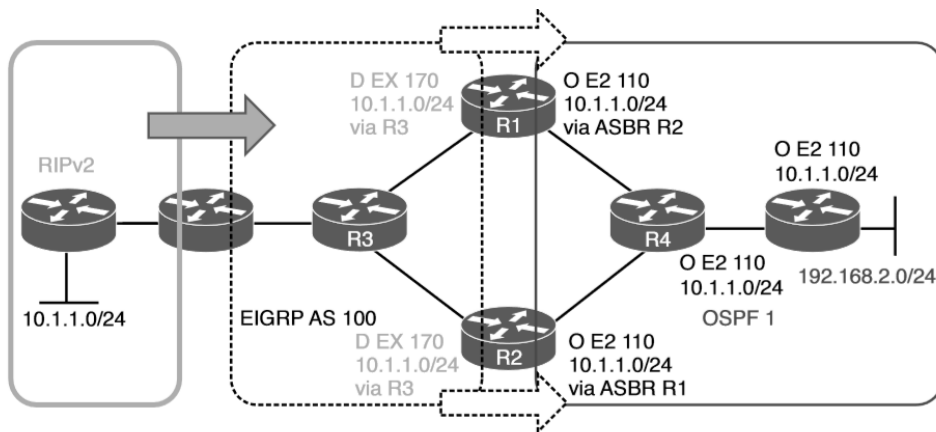 D EX 170
10.1.1.0/24
via R3
O E2 110
10.1.1.0/24
via ASBR R2
R1
RIPv2
O E2 110
10.1.1.0/24
R3
R4
O E2 110
10.1.1.0/24
192.168.2.0/24
10.1.1.0/24
EIGRP AS 100
OSPF 1
D EX 170
10.1.1.0/24
via R3
R2
O E2 110
10.1.1.0/24
via ASBR R1